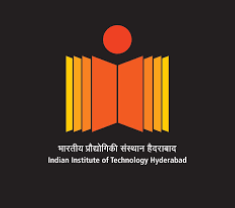 भारतीय प्रौद्योगिकी संस्थान हैदराबाद
Indian Institute of Technology Hyderabad